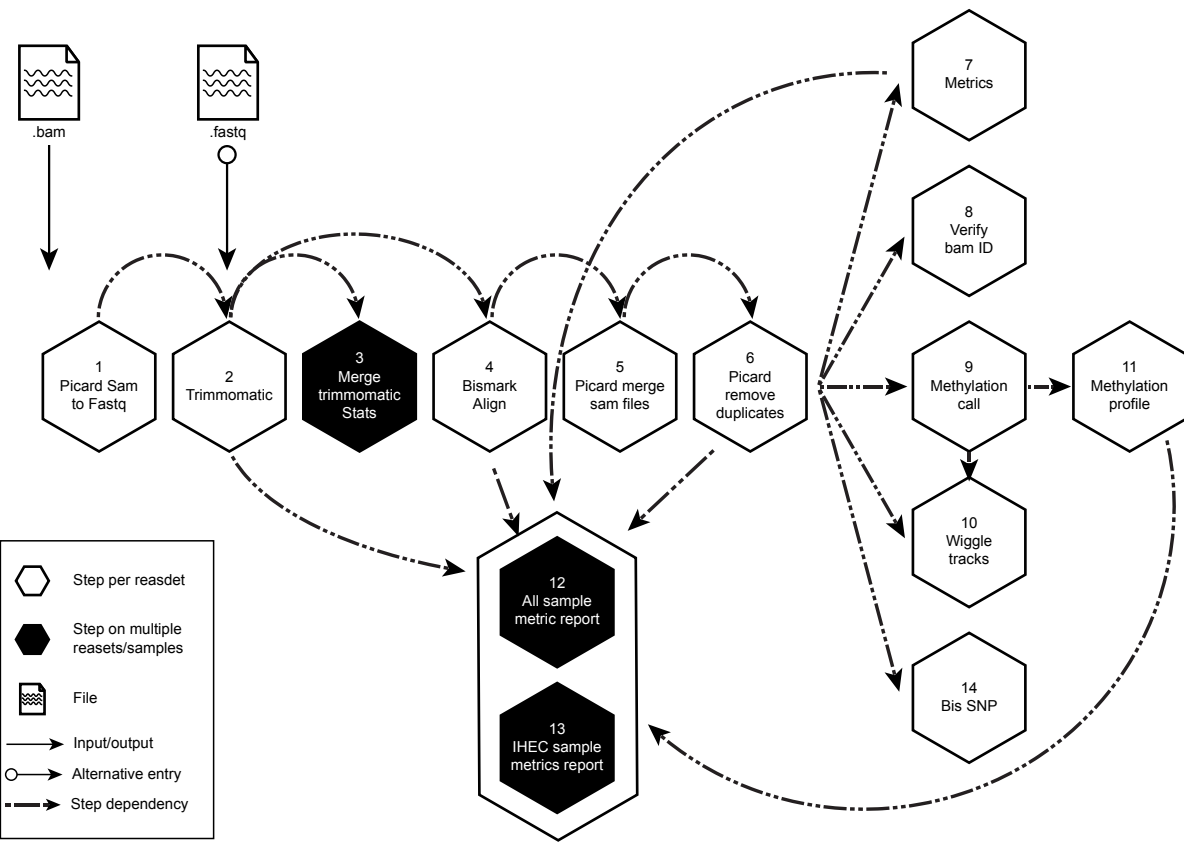 .bam
.fastq
7
Metrics
8
Verify
bam ID
1
Picard Sam
to Fastq
2
Trimmomatic
3
Merge
trimmomatic
Stats
4
Bismark
Align
5
Picard merge
sam files
6
Picard
remove
duplicates
9
Methylation
call
11
Methylation
profile
10
Wiggle
tracks
12
All sample
metric report
13
IHEC sample
metrics report
14
Bis SNP
Step per reasdet
Step on multiple
reasets/samples
File
Input/output
Alternative entry
Step dependency